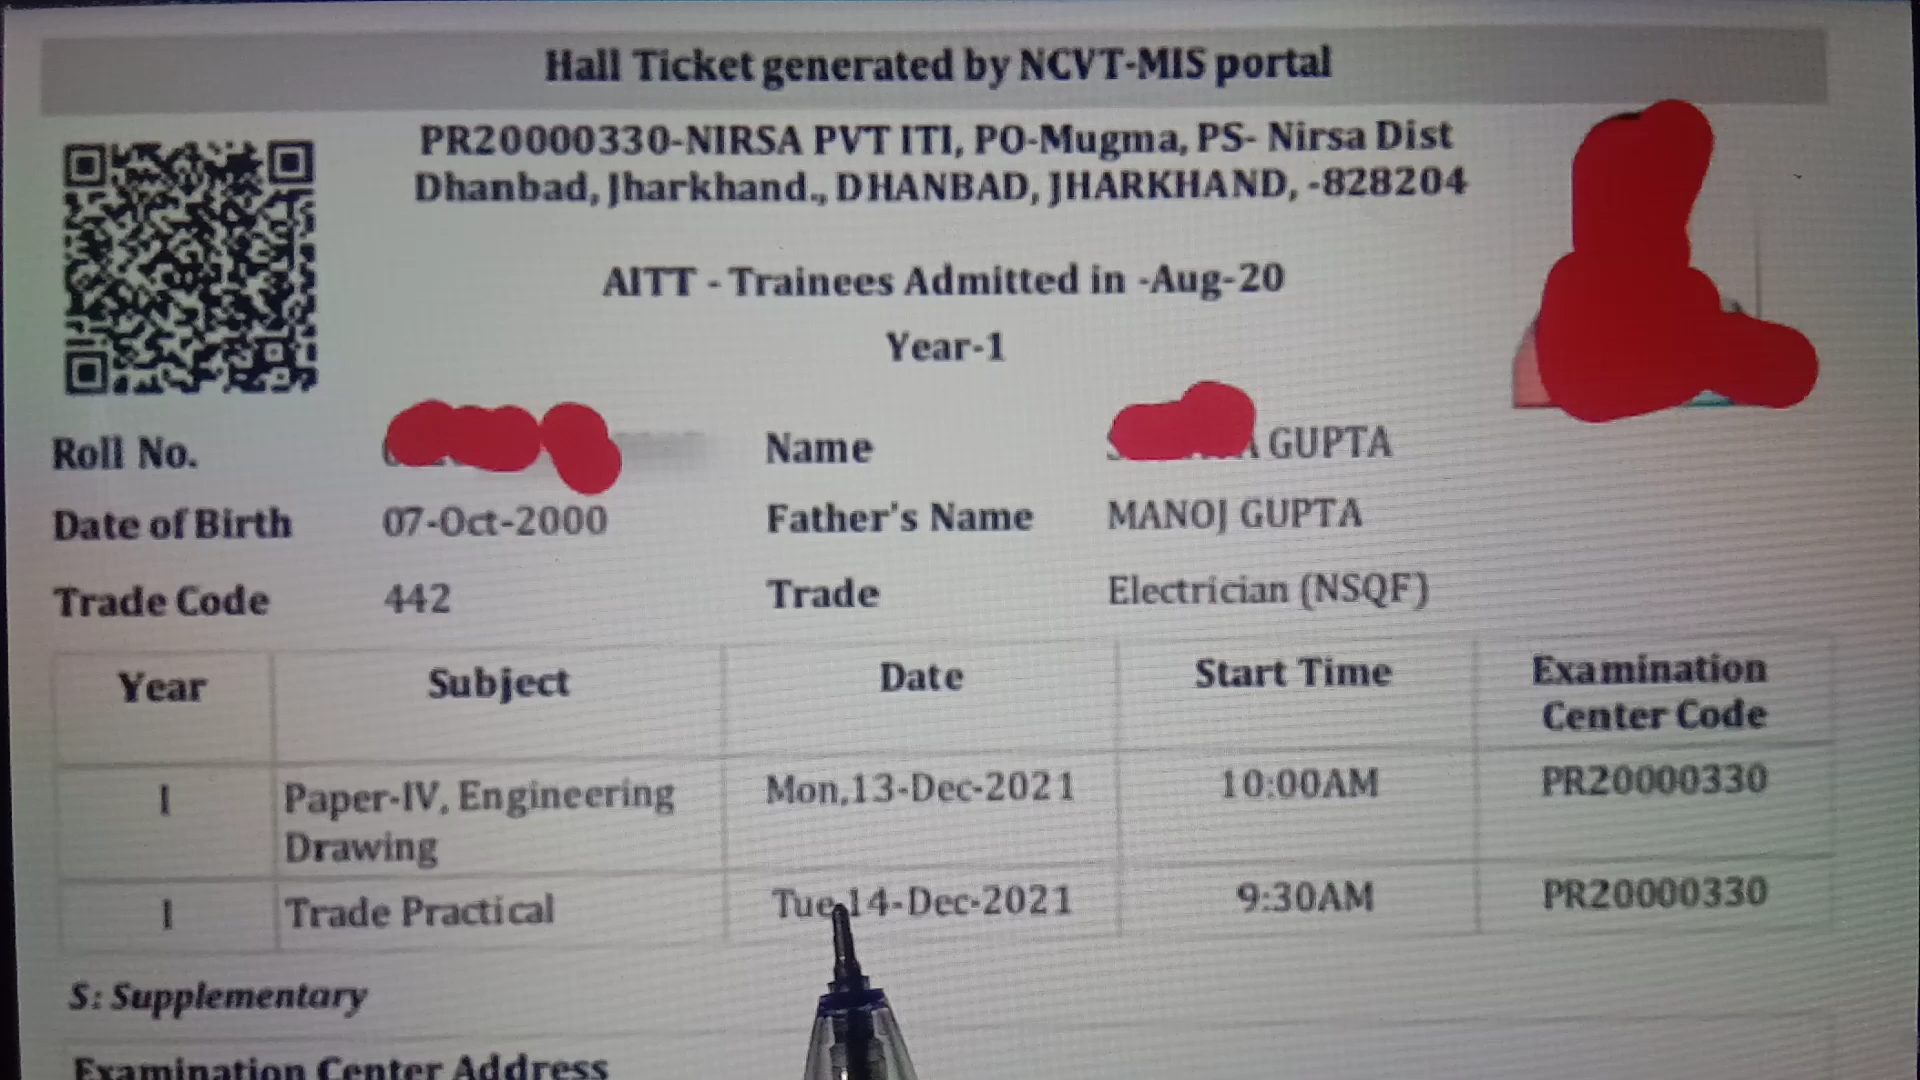 Hall Ticket generated by NCVT-MIS portal
PR20000330-NIRSA PVT ITI, PO-Mugma, PS- Nirsa Dist
Dhanbad, Jharkhand., DHANBAD, JHARKHAND, -828204
AITT - Trainees Admitted in -Aug-20
Year-1
Roll No.
Name GUPTA
Date of Birth 07-Oct-2000 Father's Name MANOJ GUPTA
Trade Code 442 Trade Electrician (NSQF)
Year Subject Date Start Time Examination
Center Code
I Paper-IV, Engineering Mon,13-Dec-2021 10:00AM PR20000330
Drawing
I Trade Practical Tue,14-Dec-2021 9:30AM PR20000330
S: Supplementary
Examination Center Address